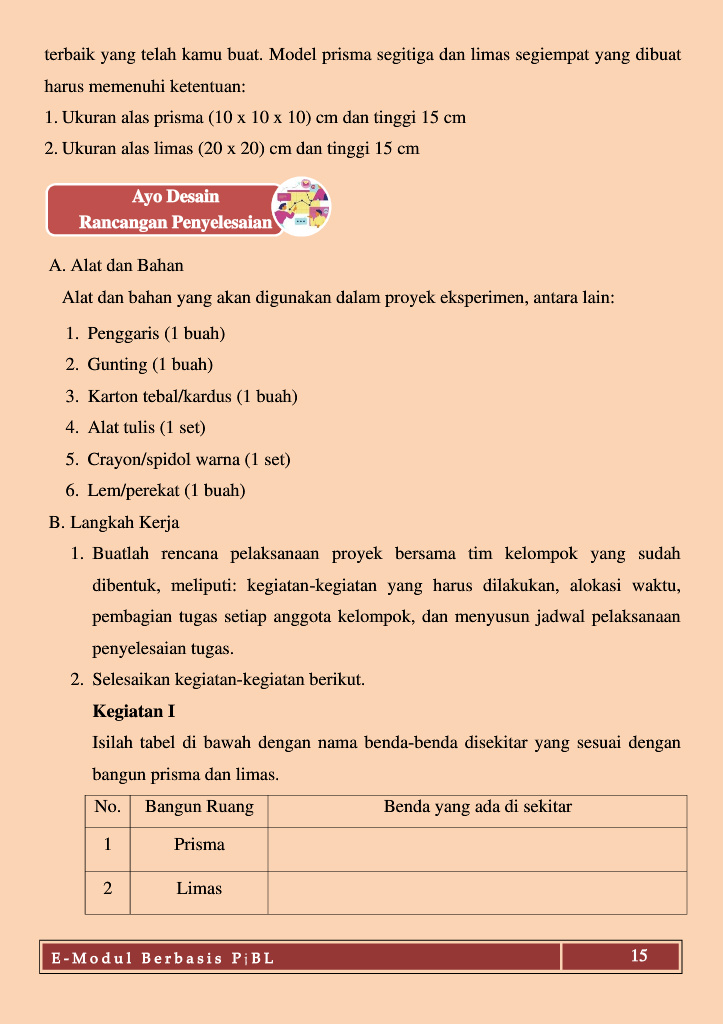 terbaik yang telah kamu buat. Model prisma segitiga dan limas segiempat yang dibuat
harus memenuhi ketentuan:
1. Ukuran alas prisma (10 x 10 x 10) cm dan tinggi 15 cm
2. Ukuran alas limas (20 x 20) cm dan tinggi 15 cm
Ayo Desain
Rancangan Penyelesaian
A. Alat dan Bahan
Alat dan bahan yang akan digunakan dalam proyek eksperimen, antara lain:
1. Penggaris (1 buah)
2. Gunting (1 buah)
3. Karton tebal/kardus (1 buah)
4. Alat tulis (1 set)
5. Crayon/spidol warna (1 set)
6. Lem/perekat (1 buah)
B. Langkah Kerja
1. Buatlah rencana pelaksanaan proyek bersama tim kelompok yang sudah
dibentuk, meliputi: kegiatan-kegiatan yang harus dilakukan, alokasi waktu,
pembagian tugas setiap anggota kelompok, dan menyusun jadwal pelaksanaan
penyelesaian tugas.
2. Selesaikan kegiatan-kegiatan berikut.
Kegiatan I
Isilah tabel di bawah dengan nama benda-benda disekitar yang sesuai dengan
bangun prisma dan limas.
No. Bangun Ruang Benda yang ada di sekitar
1 Prisma
2 Limas
E-Modul Berbasis PjBL 15